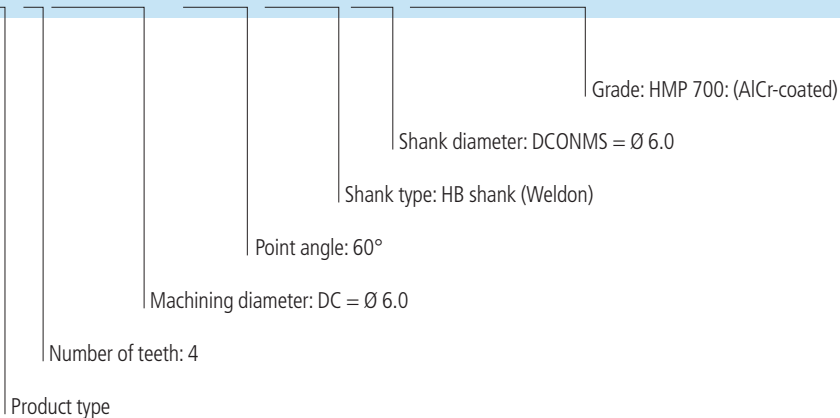 Grade: HMP 700: (AlCr-coated)
Shank diameter: DCONMS = Ø 6.0
Shank type: HB shank (Weldon)
Point angle: 60°
Machining diameter: DC = Ø 6.0
Number of teeth: 4
Product type